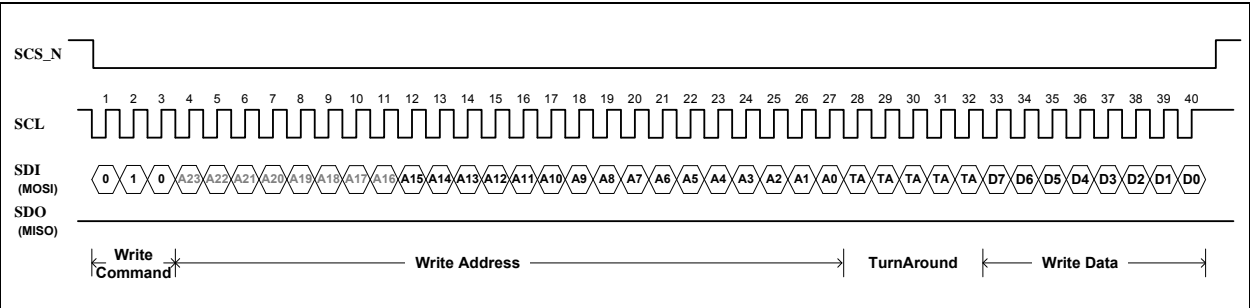 SCS_N
1 2 3 4 5 6 7 8 9 10 11 12 13 14 15 16 17 18 19 20 21 22 23 24 25 26 27 28 29 30 31 32 33 34 35 36 37 38 39 40
SCL
SDI
(MOSI)
0 1 0 A23 A22 A21 A20 A19 A18 A17 A16 A15 A14 A13 A12 A11 A10 A9 A8 A7 A6 A5 A4 A3 A2 A1 A0 TA TA TA TA TA D7 D6 D5 D4 D3 D2 D1 D0
SDO
(MISO)
Write
Command
Write Address
TurnAround
Write Data